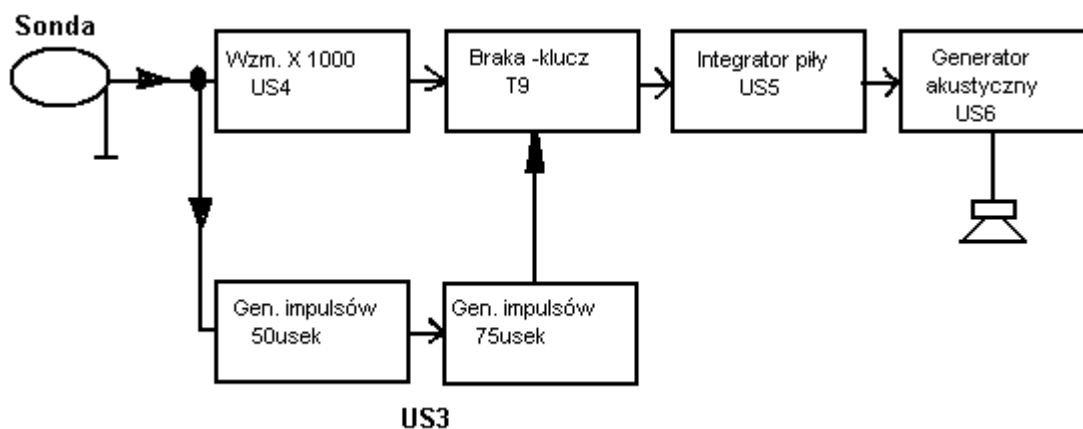 Sonda
Wzm. X 1000
US4
Braka -klucz
T9
Integrator piły
US5
Generator
akustyczny
US6
Gen. impulsów
50usek
Gen. impulsów
75usek
US3